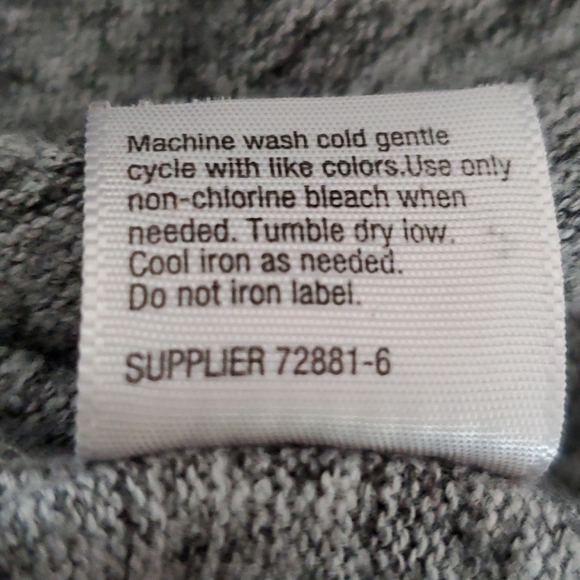 Machine wash cold gentle
cycle with like colors.Use only
non-chlorine bleach when
needed. Tumble dry low.
Cool iron as needed.
Do not iron label.
SUPPLIER 72881-6